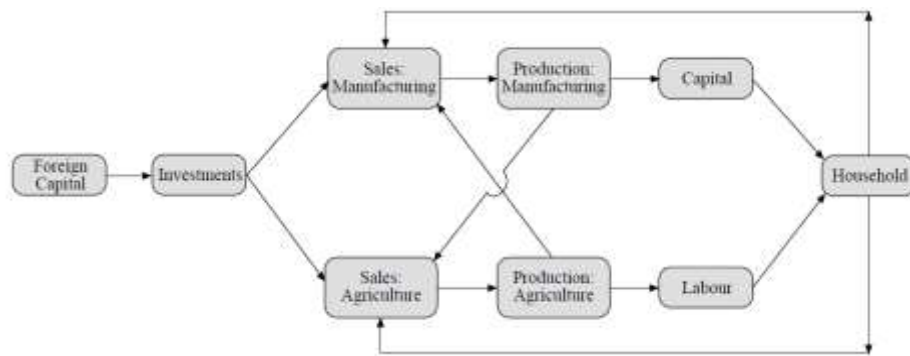 Sales:
Manufacturing
Production:
Manufacturing
Capital
Foreign
Capital
Investments
Household
Sales:
Agriculture
Production:
Agriculture
Labour